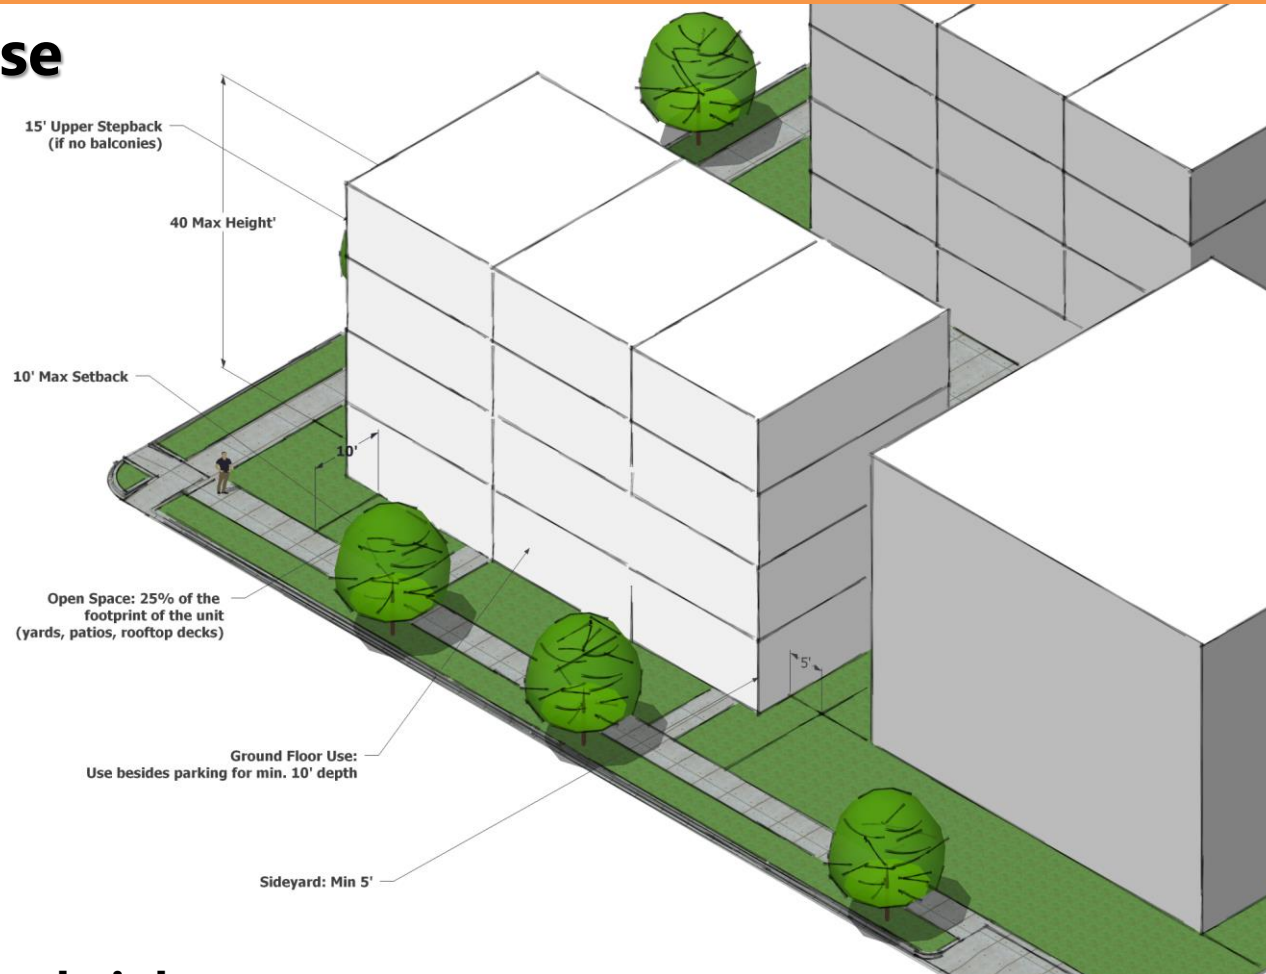 se
15' Upper Stepback
(if no balconies)
40 Max Height'
10' Max Setback
10'
Open Space: 25% of the
footprint of the unit
(yards, patios, rooftop decks)
5'
Ground Floor Use:
Use besides parking for min. 10' depth
Sideyard: Min 5'